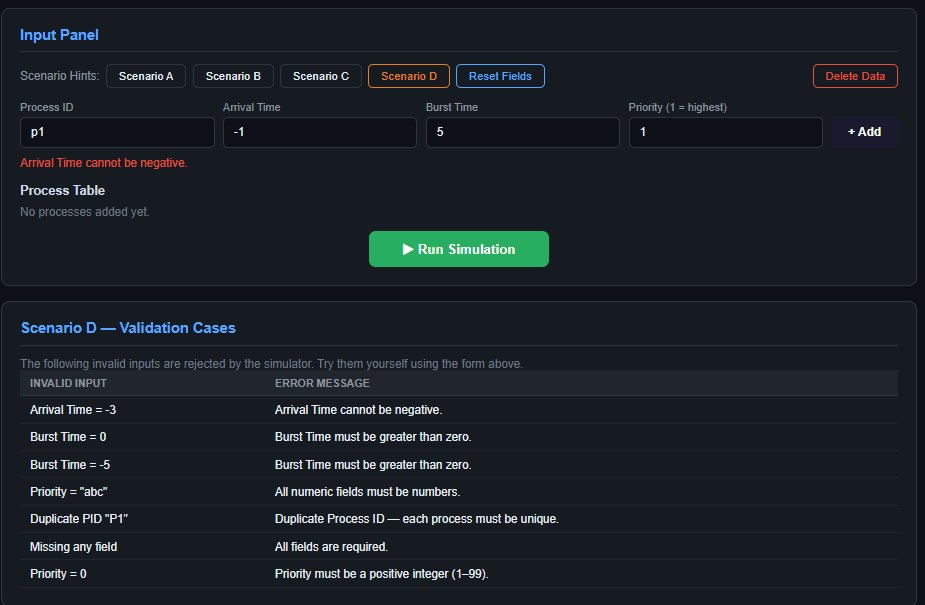 Input Panel
Scenario Hints: Scenario A Scenario B Scenario C Scenario D Reset Fields Delete Data
Process ID Arrival Time Burst Time Priority (1 = highest)
p1 -1 5 1 + Add
Arrival Time cannot be negative.
Process Table
No processes added yet.
▶ Run Simulation
Scenario D — Validation Cases
The following invalid inputs are rejected by the simulator. Try them yourself using the form above.
INVALID INPUT ERROR MESSAGE
Arrival Time = -3 Arrival Time cannot be negative.
Burst Time = 0 Burst Time must be greater than zero.
Burst Time = -5 Burst Time must be greater than zero.
Priority = "abc" All numeric fields must be numbers.
Duplicate PID "P1" Duplicate Process ID — each process must be unique.
Missing any field All fields are required.
Priority = 0 Priority must be a positive integer (1–99).